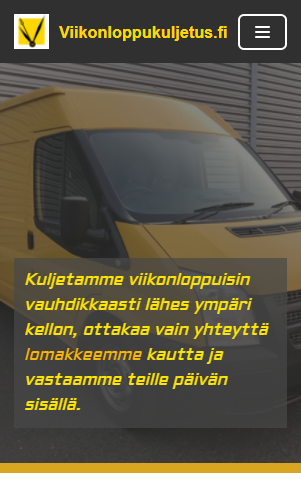 Viikonloppukuljetus.fi
Kuljetamme viikonloppuisin
vauhdikkaasti lähes ympäri
kellon, ottakaa vain yhteyttä
lomakkeemme kautta ja
vastaamme teille päivän
sisällä.